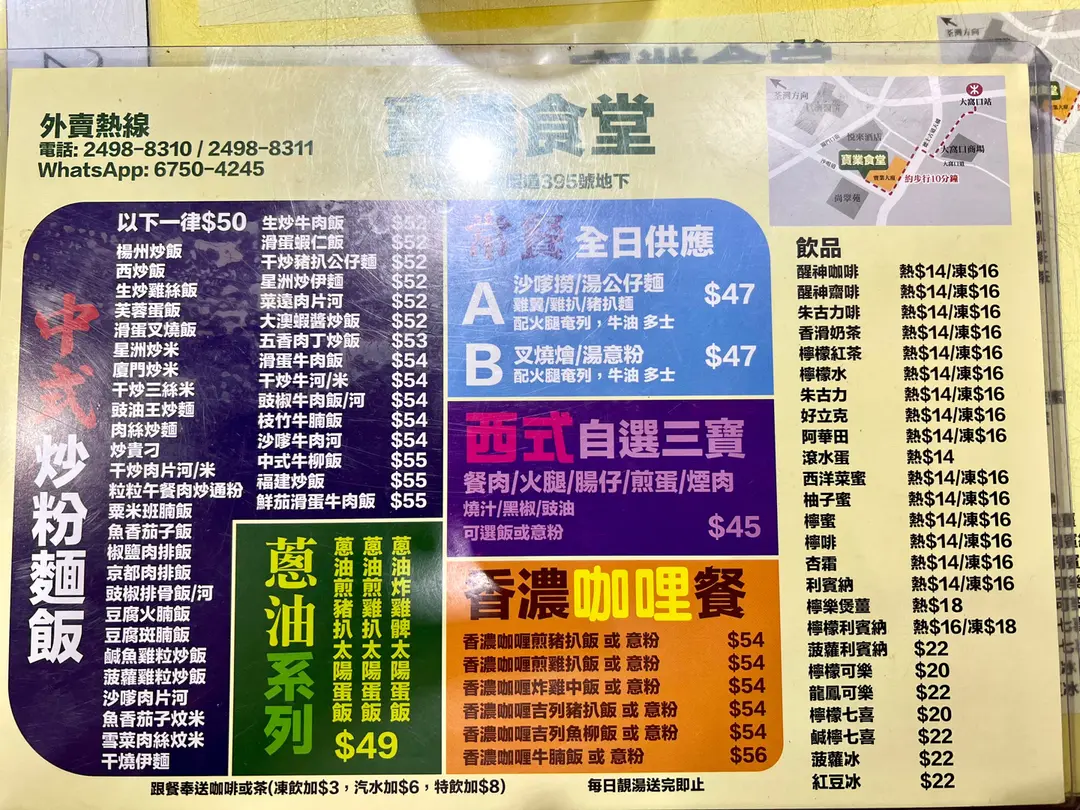 外賣熱線
電話: 2498-8310 / 2498-8311
WhatsApp: 6750-4245
寶業食堂
道395號地下
荃灣方向
大窩口站
悦來酒店
大窩口商場
寶業食堂
寶業大廈
約步行10分鐘
尚翠苑
中式
炒粉麵飯
以下一律$50
楊州炒飯
西炒飯
生炒雞絲飯
芙蓉蛋飯
滑蛋叉燒飯
星洲炒米
廈門炒米
干炒三絲米
豉油王炒麵
肉絲炒麵
炒貴刁
干炒肉片河/米
粒粒午餐肉炒通粉
粟米班腩飯
魚香茄子飯
椒鹽肉排飯
京都肉排飯
豉椒排骨飯/河
豆腐火腩飯
豆腐斑腩飯
鹹魚雞粒炒飯
菠蘿雞粒炒飯
沙嗲肉片河
魚香茄子炆米
雪菜肉絲炆米
干燒伊麵
生炒牛肉飯 $52
滑蛋蝦仁飯 $52
干炒豬扒公仔麵 $52
星洲炒伊麵 $52
菜遠肉片河 $52
大澳蝦醬炒飯 $52
五香肉丁炒飯 $53
滑蛋牛肉飯 $54
干炒牛河/米 $54
豉椒牛肉飯/河 $54
枝竹牛腩飯 $54
沙嗲牛肉河 $54
中式牛柳飯 $55
福建炒飯 $55
鮮茄滑蛋牛肉飯 $55
蔥油系列
蔥油炸雞髀太陽蛋飯
蔥油煎雞扒太陽蛋飯
蔥油煎豬扒太陽蛋飯
$49
常餐 全日供應
A 沙嗲撈/湯公仔麵 $47
雞翼/雞扒/豬扒麵
配火腿奄列，牛油 多士
B 叉燒燴/湯意粉 $47
配火腿奄列，牛油 多士
西式自選三寶
餐肉/火腿/腸仔/煎蛋/煙肉
燒汁/黑椒/豉油
可選飯或意粉 $45
香濃咖哩餐
香濃咖喱煎豬扒飯 或 意粉 $54
香濃咖喱煎雞扒飯 或 意粉 $54
香濃咖喱炸雞中飯 或 意粉 $54
香濃咖喱吉列豬扒飯 或 意粉 $54
香濃咖喱吉列魚柳飯 或 意粉 $54
香濃咖喱牛腩飯 或 意粉 $56
飲品
醒神咖啡 熱$14/凍$16
醒神齋啡 熱$14/凍$16
朱古力啡 熱$14/凍$16
香滑奶茶 熱$14/凍$16
檸檬紅茶 熱$14/凍$16
檸檬水 熱$14/凍$16
朱古力 熱$14/凍$16
好立克 熱$14/凍$16
阿華田 熱$14/凍$16
滾水蛋 熱$14
西洋菜蜜 熱$14/凍$16
柚子蜜 熱$14/凍$16
檸蜜 熱$14/凍$16
檸啡 熱$14/凍$16
杏霜 熱$14/凍$16
利賓納 熱$14/凍$16
檸樂煲薑 熱$18
檸檬利賓納 熱$16/凍$18
菠蘿利賓納 $22
檸檬可樂 $20
龍鳳可樂 $22
檸檬七喜 $20
鹹檸七喜 $22
菠蘿冰 $22
紅豆冰 $22
跟餐奉送咖啡或茶(凍飲加$3，汽水加$6，特飲加$8)
每日靚湯送完即止